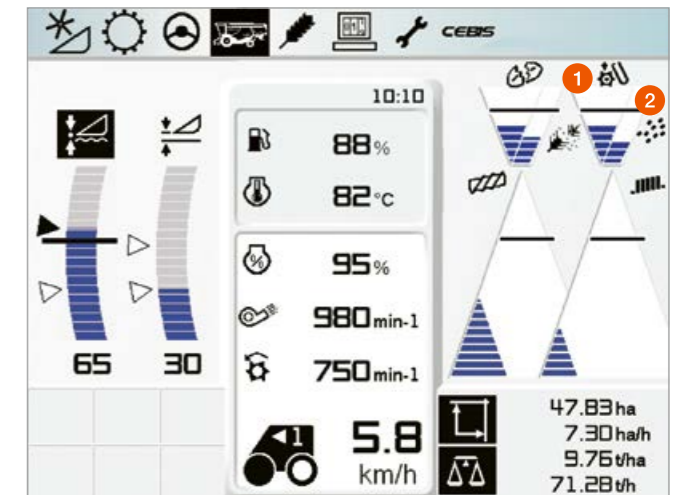 CEBIS
1
2
10:10
88%
82°C
%
95%
980 min-1
750 min-1
65
30
1
5.8
km/h
47.83 ha
7.30 ha/h
9.76 t/ha
71.28 t/h